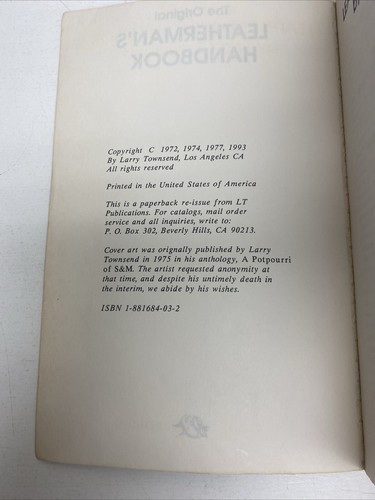 The Original
LEATHERMAN'S
HANDBOOK
Copyright C 1972, 1974, 1977, 1993
By Larry Townsend, Los Angeles CA
All rights reserved
Printed in the United States of America
This is a paperback re-issue from LT
Publications. For catalogs, mail order
service and all inquiries, write to:
P. O. Box 302, Beverly Hills, CA 90213.
Cover art was orignally published by Larry
Townsend in 1975 in his anthology, A Potpourri
of S&M. The artist requested anonymity at
that time, and despite his untimely death in
the interim, we abide by his wishes.
ISBN 1-881684-03-2